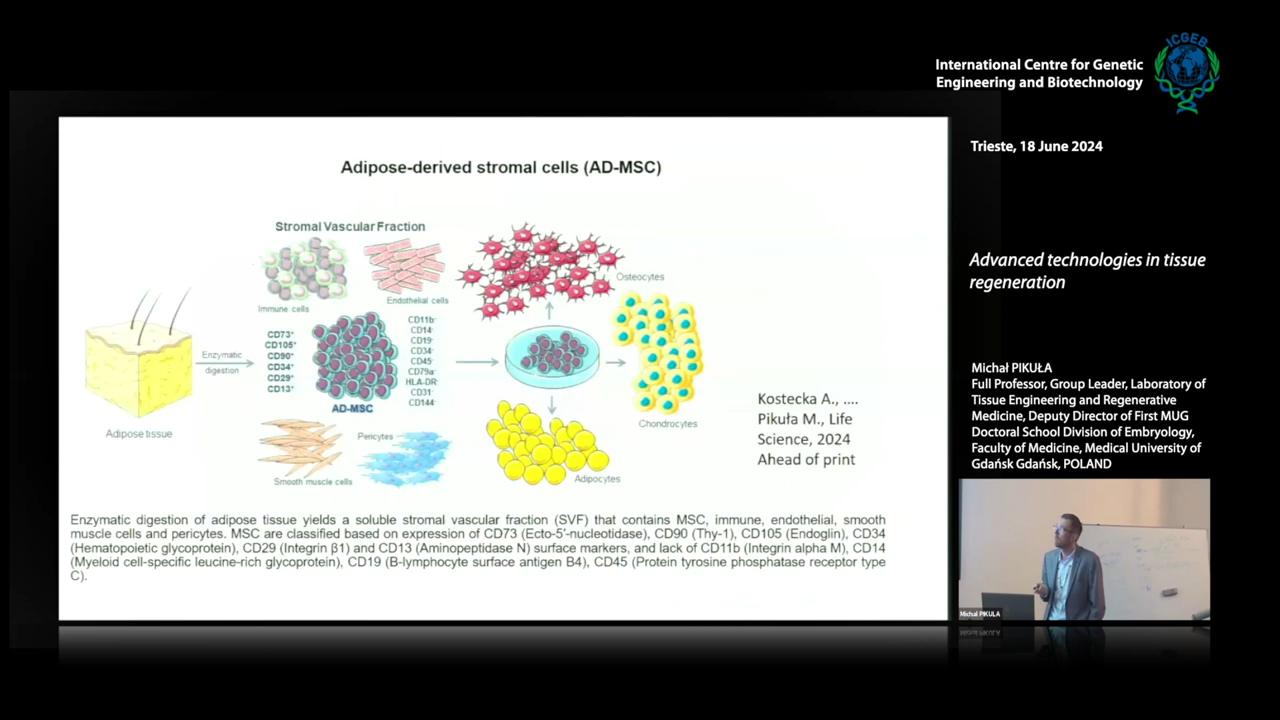 ICGEB
International Centre for Genetic
Engineering and Biotechnology
Trieste, 18 June 2024
Advanced technologies in tissue
regeneration
Michał PIKUŁA
Full Professor, Group Leader, Laboratory of
Tissue Engineering and Regenerative
Medicine, Deputy Director of First MUG
Doctoral School Division of Embryology,
Faculty of Medicine, Medical University of
Gdańsk Gdańsk, POLAND
Michal PIKULA
Adipose-derived stromal cells (AD-MSC)
Stromal Vascular Fraction
Immune cells
Endothelial cells
Osteocytes
Enzymatic
digestion
CD73⁺
CD105⁺
CD90⁺
CD34⁺
CD29⁺
CD13⁺
AD-MSC
CD11b⁻
CD14⁻
CD19⁻
CD34⁻
CD45⁻
CD79a⁻
HLA-DR⁻
CD31⁻
CD144⁻
Adipose tissue
Pericytes
Smooth muscle cells
Chondrocytes
Adipocytes
Kostecka A., ....
Pikuła M., Life
Science, 2024
Ahead of print
Enzymatic digestion of adipose tissue yields a soluble stromal vascular fraction (SVF) that contains MSC, immune, endothelial, smooth
muscle cells and pericytes. MSC are classified based on expression of CD73 (Ecto-5′-nucleotidase), CD90 (Thy-1), CD105 (Endoglin), CD34
(Hematopoietic glycoprotein), CD29 (Integrin β1) and CD13 (Aminopeptidase N) surface markers, and lack of CD11b (Integrin alpha M), CD14
(Myeloid cell-specific leucine-rich glycoprotein), CD19 (B-lymphocyte surface antigen B4), CD45 (Protein tyrosine phosphatase receptor type
C).